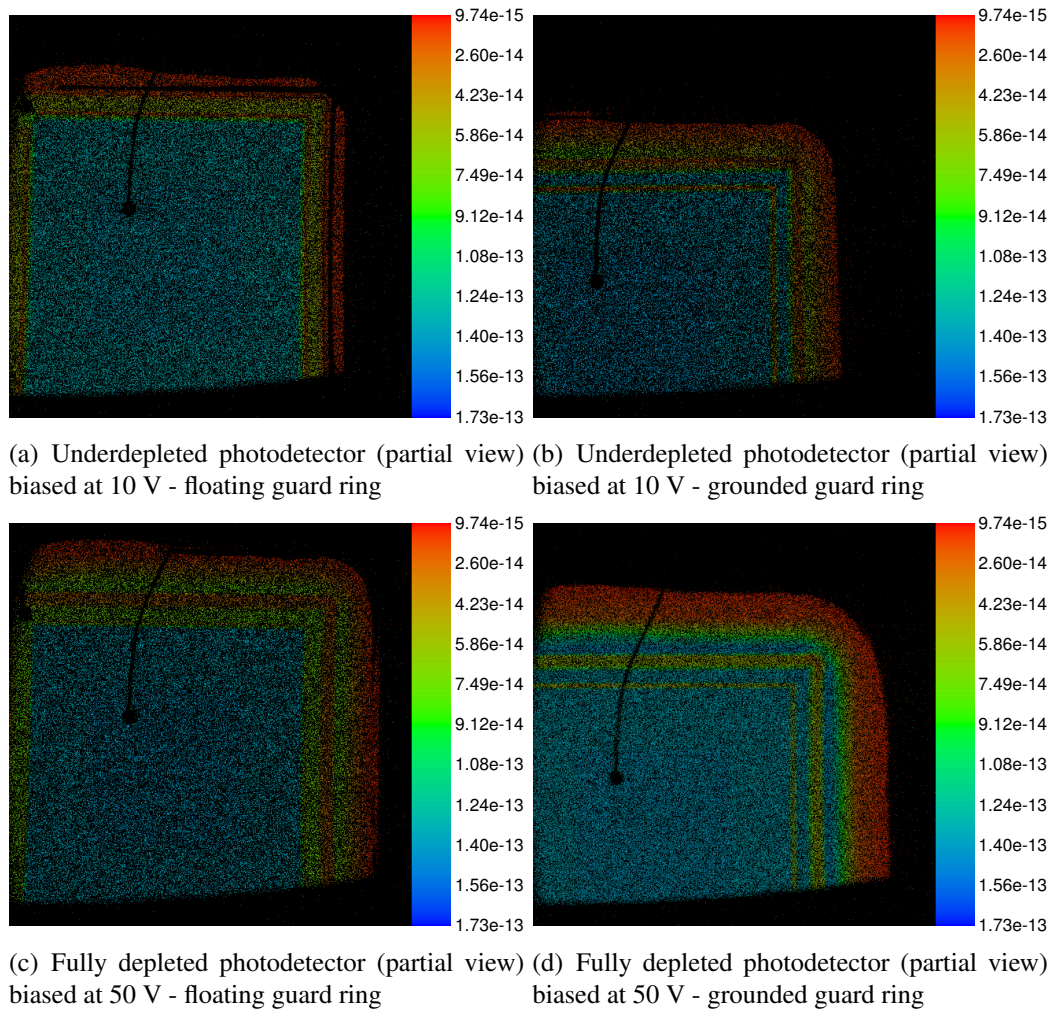 9.74e-15
2.60e-14
4.23e-14
5.86e-14
7.49e-14
9.12e-14
1.08e-13
1.24e-13
1.40e-13
1.56e-13
1.73e-13
9.74e-15
2.60e-14
4.23e-14
5.86e-14
7.49e-14
9.12e-14
1.08e-13
1.24e-13
1.40e-13
1.56e-13
1.73e-13
(a) Underdepleted photodetector (partial view)
biased at 10 V - floating guard ring
(b) Underdepleted photodetector (partial view)
biased at 10 V - grounded guard ring
9.74e-15
2.60e-14
4.23e-14
5.86e-14
7.49e-14
9.12e-14
1.08e-13
1.24e-13
1.40e-13
1.56e-13
1.73e-13
9.74e-15
2.60e-14
4.23e-14
5.86e-14
7.49e-14
9.12e-14
1.08e-13
1.24e-13
1.40e-13
1.56e-13
1.73e-13
(c) Fully depleted photodetector (partial view)
biased at 50 V - floating guard ring
(d) Fully depleted photodetector (partial view)
biased at 50 V - grounded guard ring